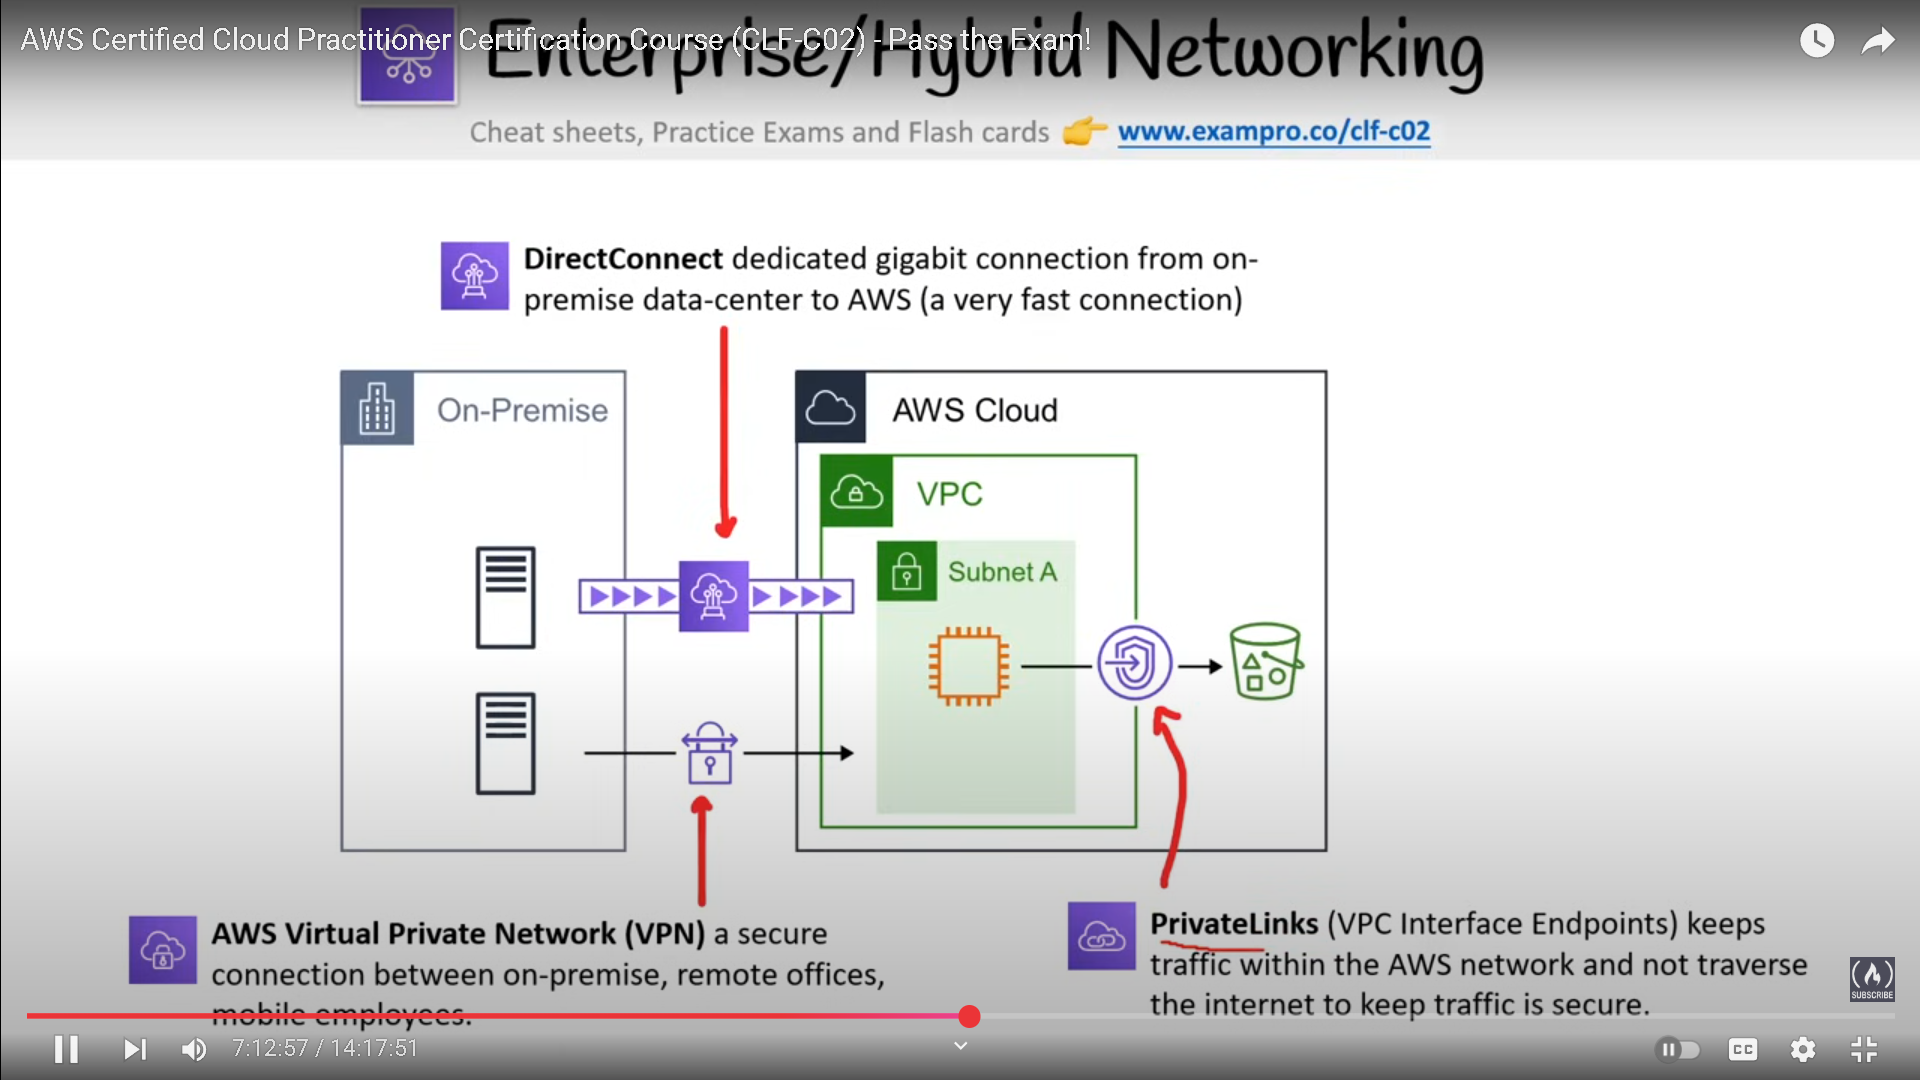 AWS Certified Cloud Practitioner Certification Course (CLF-C02) - Pass the Exam!
Enterprise/Hybrid Networking
Cheat sheets, Practice Exams and Flash cards 👉 www.exampro.co/clf-c02
DirectConnect dedicated gigabit connection from on-
premise data-center to AWS (a very fast connection)
On-Premise
AWS Cloud
VPC
Subnet A
AWS Virtual Private Network (VPN) a secure
connection between on-premise, remote offices,
mobile employees.
PrivateLinks (VPC Interface Endpoints) keeps
traffic within the AWS network and not traverse
the internet to keep traffic is secure.
SUBSCRIBE
7:12:57 / 14:17:51
CC